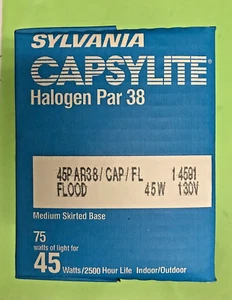 SYLVANIA
CAPSYLITE®
Halogen Par 38
45PAR38/CAP/FL 14591
FLOOD 45W 130V
Medium Skirted Base
75
watts of light for
45 Watts/2500 Hour Life Indoor/Outdoor